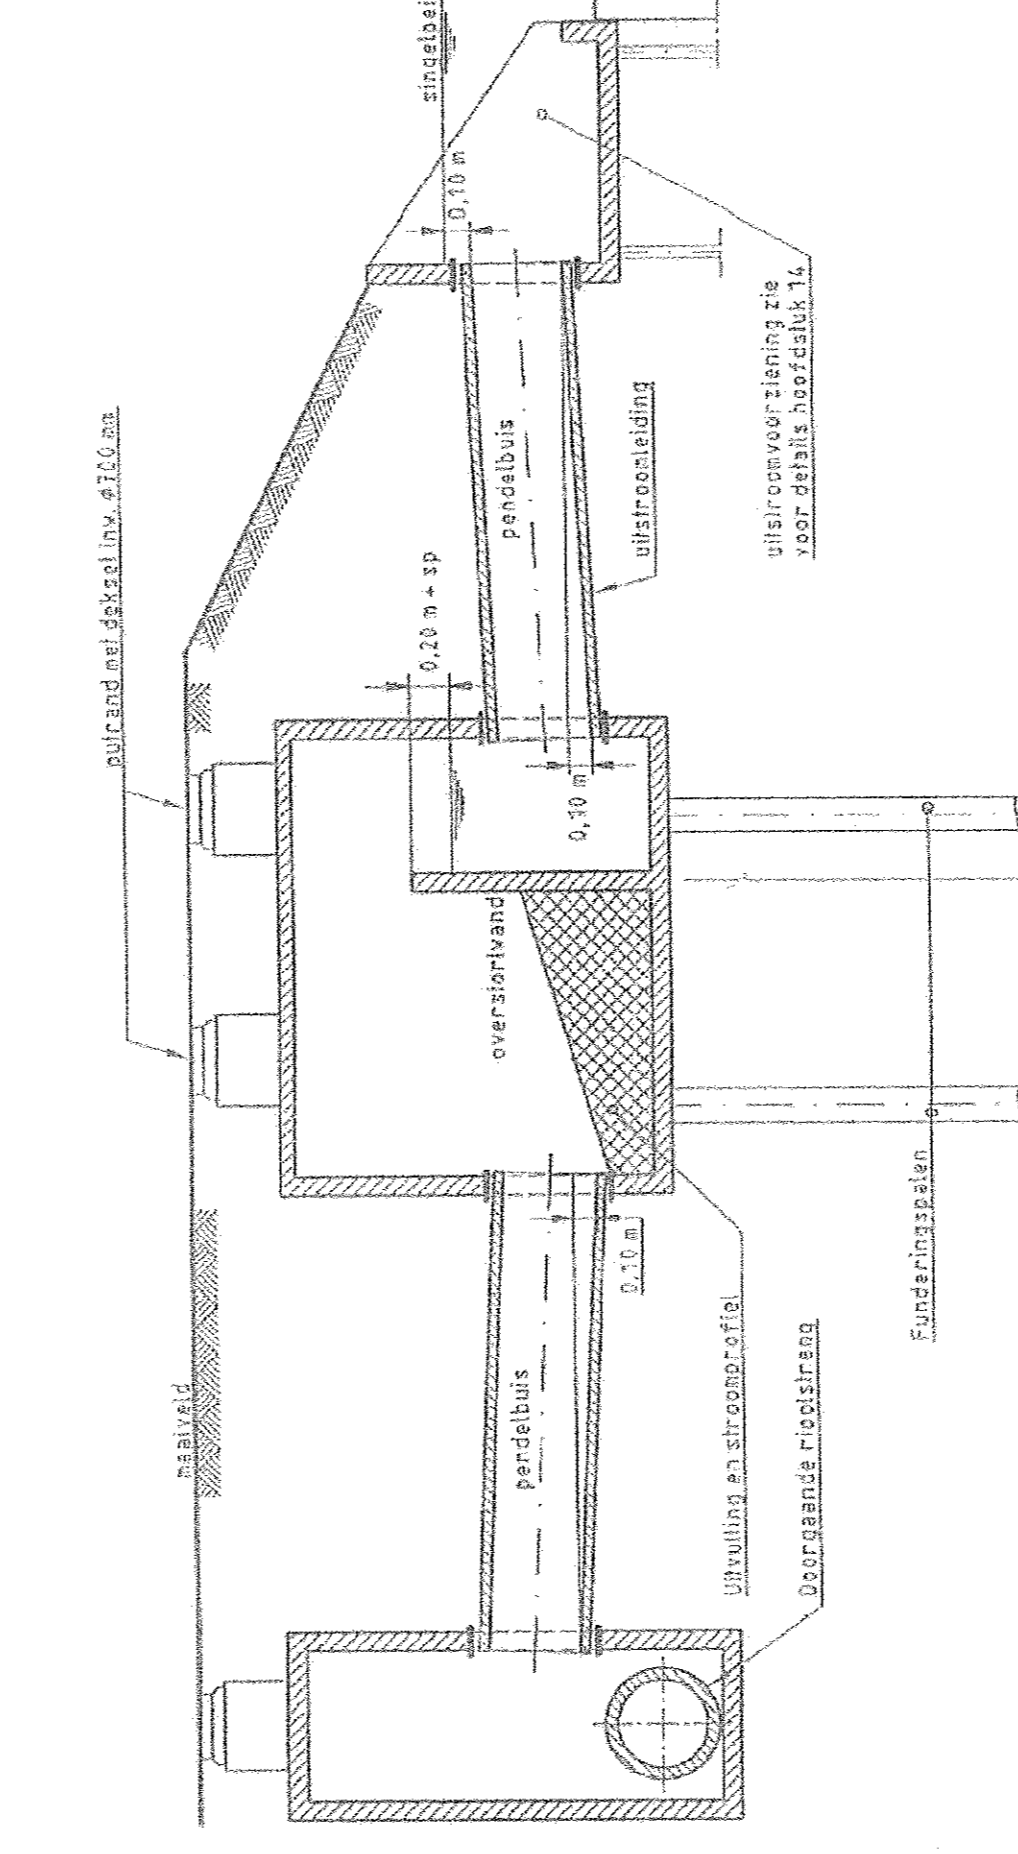 putrand met deksel inw. ø700 mm
maaiveld
singelpei
0,10 m
0,20 m + sp
overstortwand
pendelbuis
pendelbuis
0,10 m
0,10 m
uitstroomleiding
uitstroomvoorziening zie
voor details hoofdstuk 14
Uitvulling en stroomprofiel
Doorgaande rioolstreng
Funderingspalen